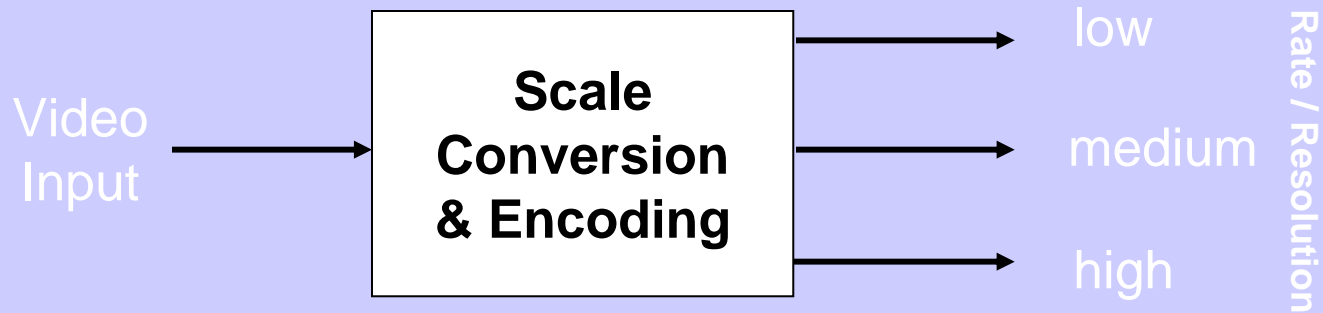 Video
Input
Scale
Conversion
& Encoding
low
medium
high
Rate / Resolution